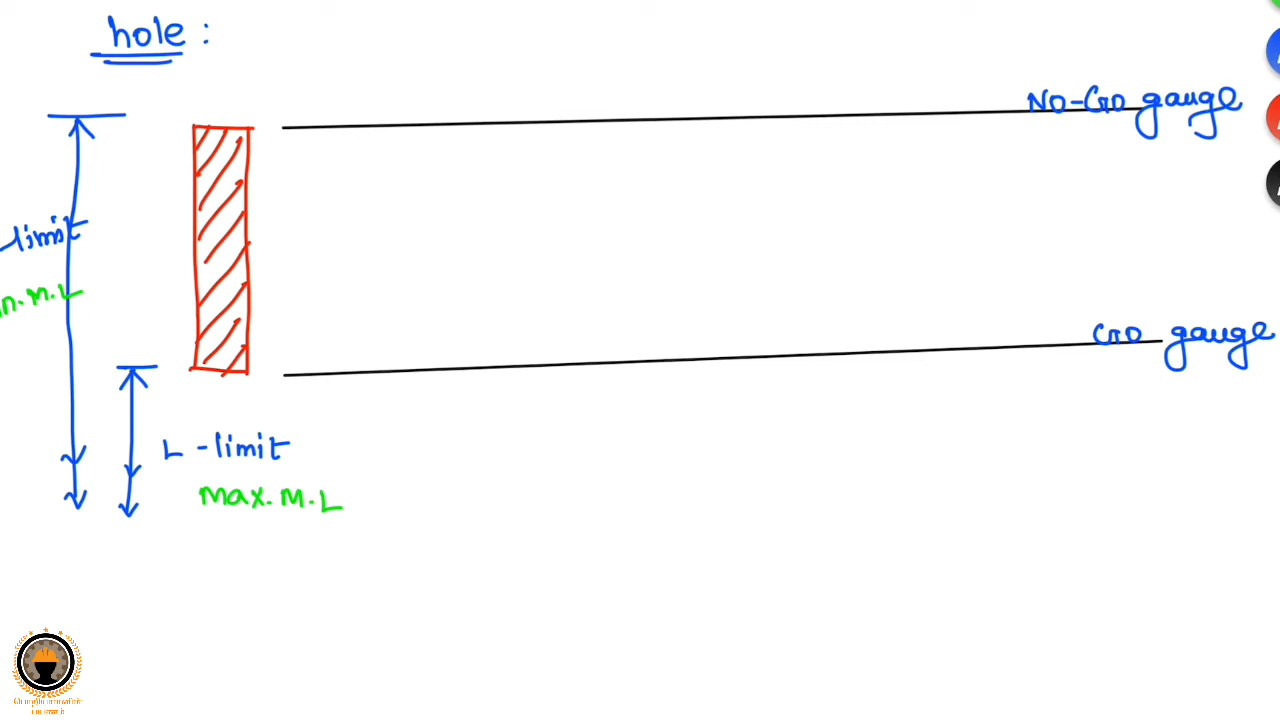 hole :
No-Go gauge
-limit
n.m.L
Go gauge
L -limit
max.m.L